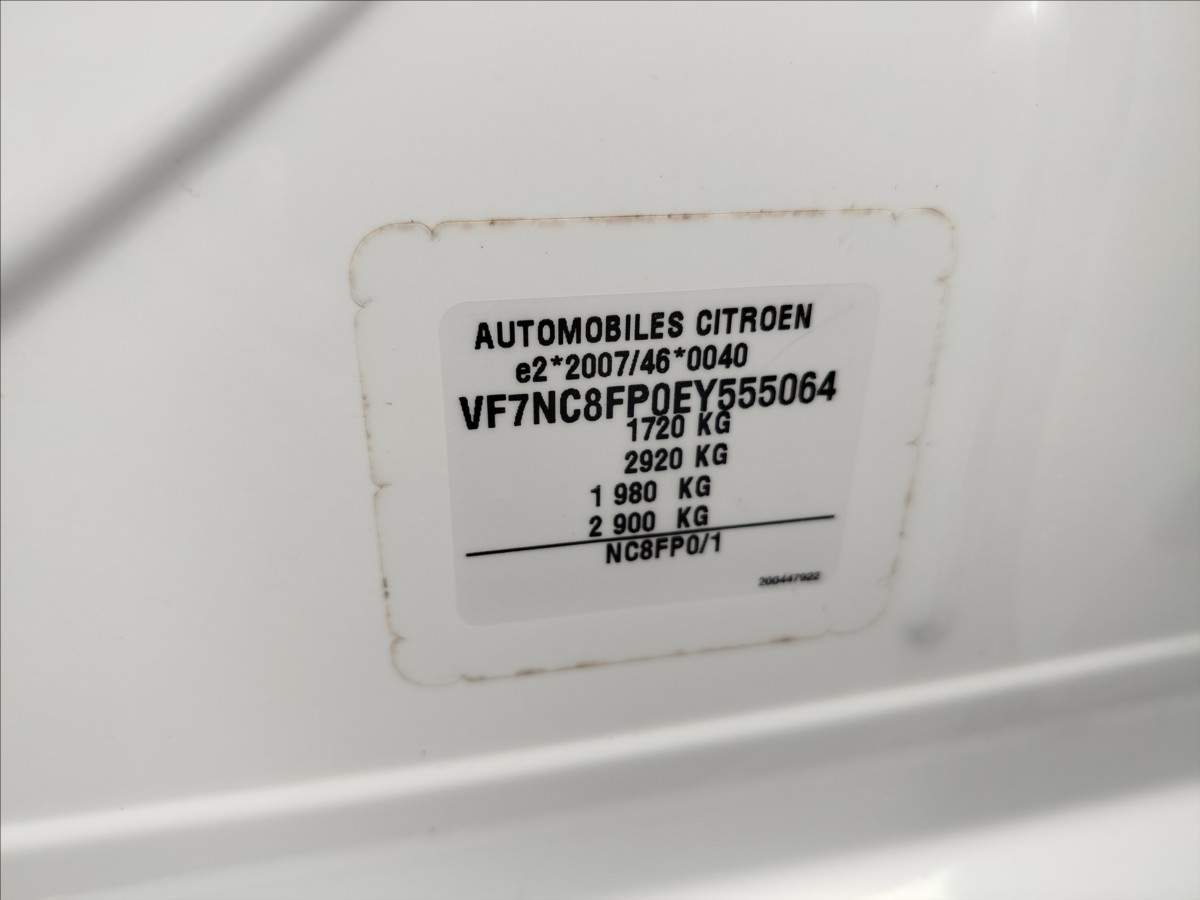 AUTOMOBILES CITROEN
e2*2007/46*0040
VF7NC8FP0EY555064
1720 KG
2920 KG
1 980 KG
2 900 KG
NC8FP0/1
200447922